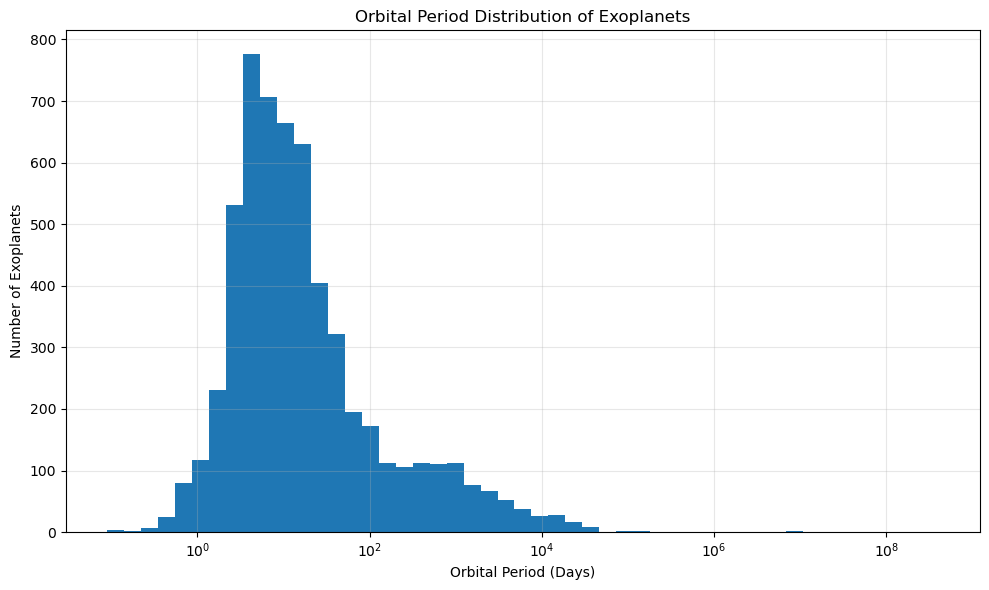 Orbital Period Distribution of Exoplanets
800
700
600
500
400
300
200
100
0
Number of Exoplanets
10⁰ 10² 10⁴ 10⁶ 10⁸
Orbital Period (Days)